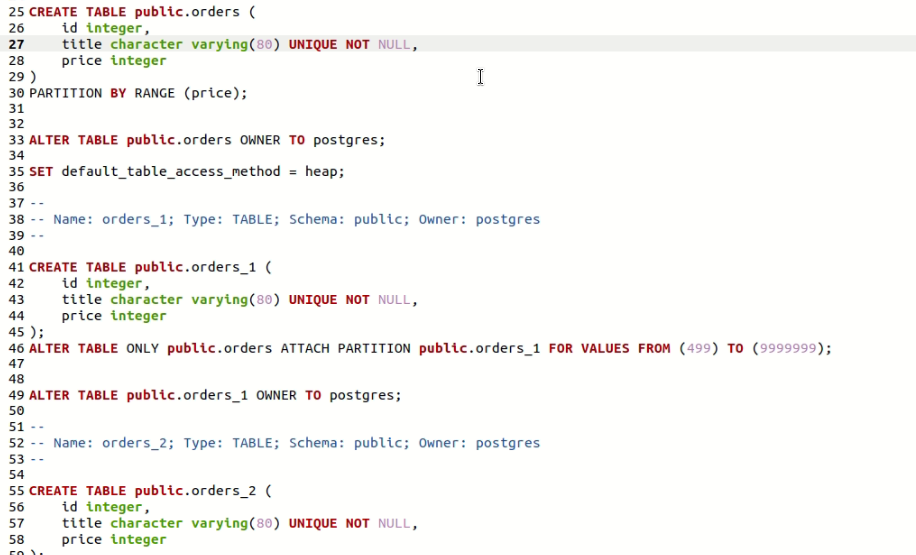 25 CREATE TABLE public.orders (
26     id integer,
27     title character varying(80) UNIQUE NOT NULL,
28     price integer
29 )
30 PARTITION BY RANGE (price);
31
32
33 ALTER TABLE public.orders OWNER TO postgres;
34
35 SET default_table_access_method = heap;
36
37 --
38 -- Name: orders_1; Type: TABLE; Schema: public; Owner: postgres
39 --
40
41 CREATE TABLE public.orders_1 (
42     id integer,
43     title character varying(80) UNIQUE NOT NULL,
44     price integer
45 );
46 ALTER TABLE ONLY public.orders ATTACH PARTITION public.orders_1 FOR VALUES FROM (499) TO (9999999);
47
48
49 ALTER TABLE public.orders_1 OWNER TO postgres;
50
51 --
52 -- Name: orders_2; Type: TABLE; Schema: public; Owner: postgres
53 --
54
55 CREATE TABLE public.orders_2 (
56     id integer,
57     title character varying(80) UNIQUE NOT NULL,
58     price integer
59 );